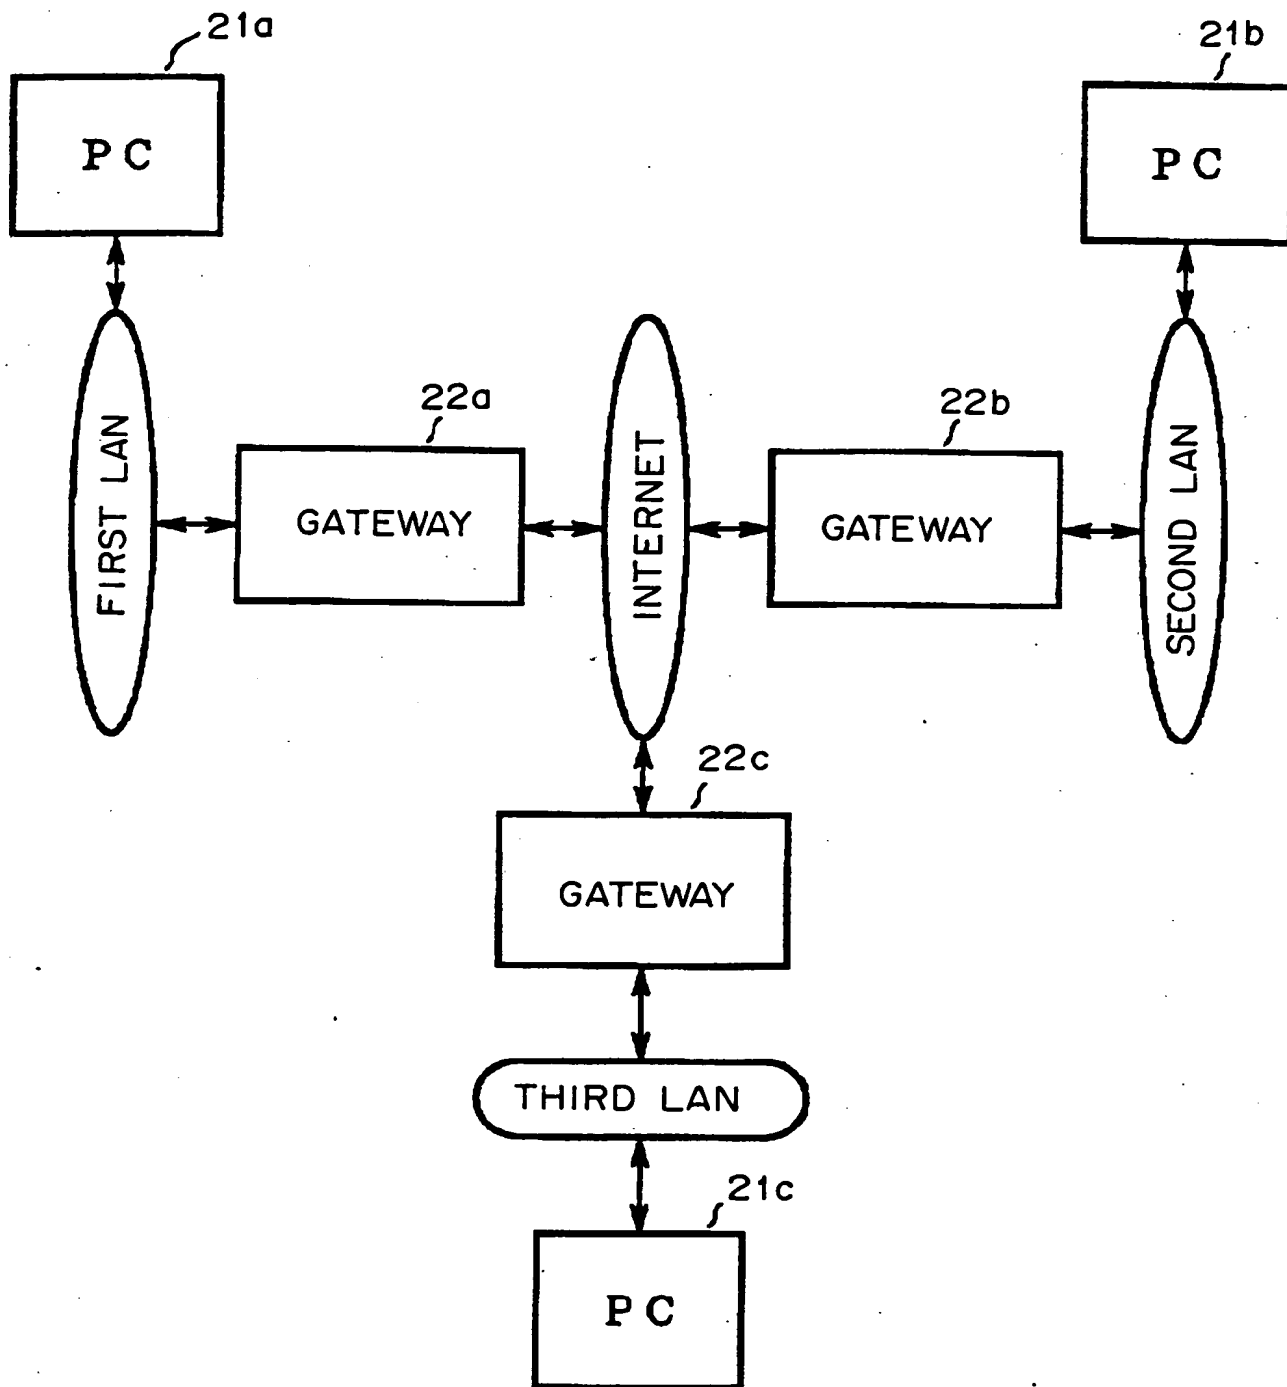 21a
21b
PC
PC
22a
22b
FIRST LAN
GATEWAY
INTERNET
GATEWAY
SECOND LAN
22c
GATEWAY
THIRD LAN
21c
PC